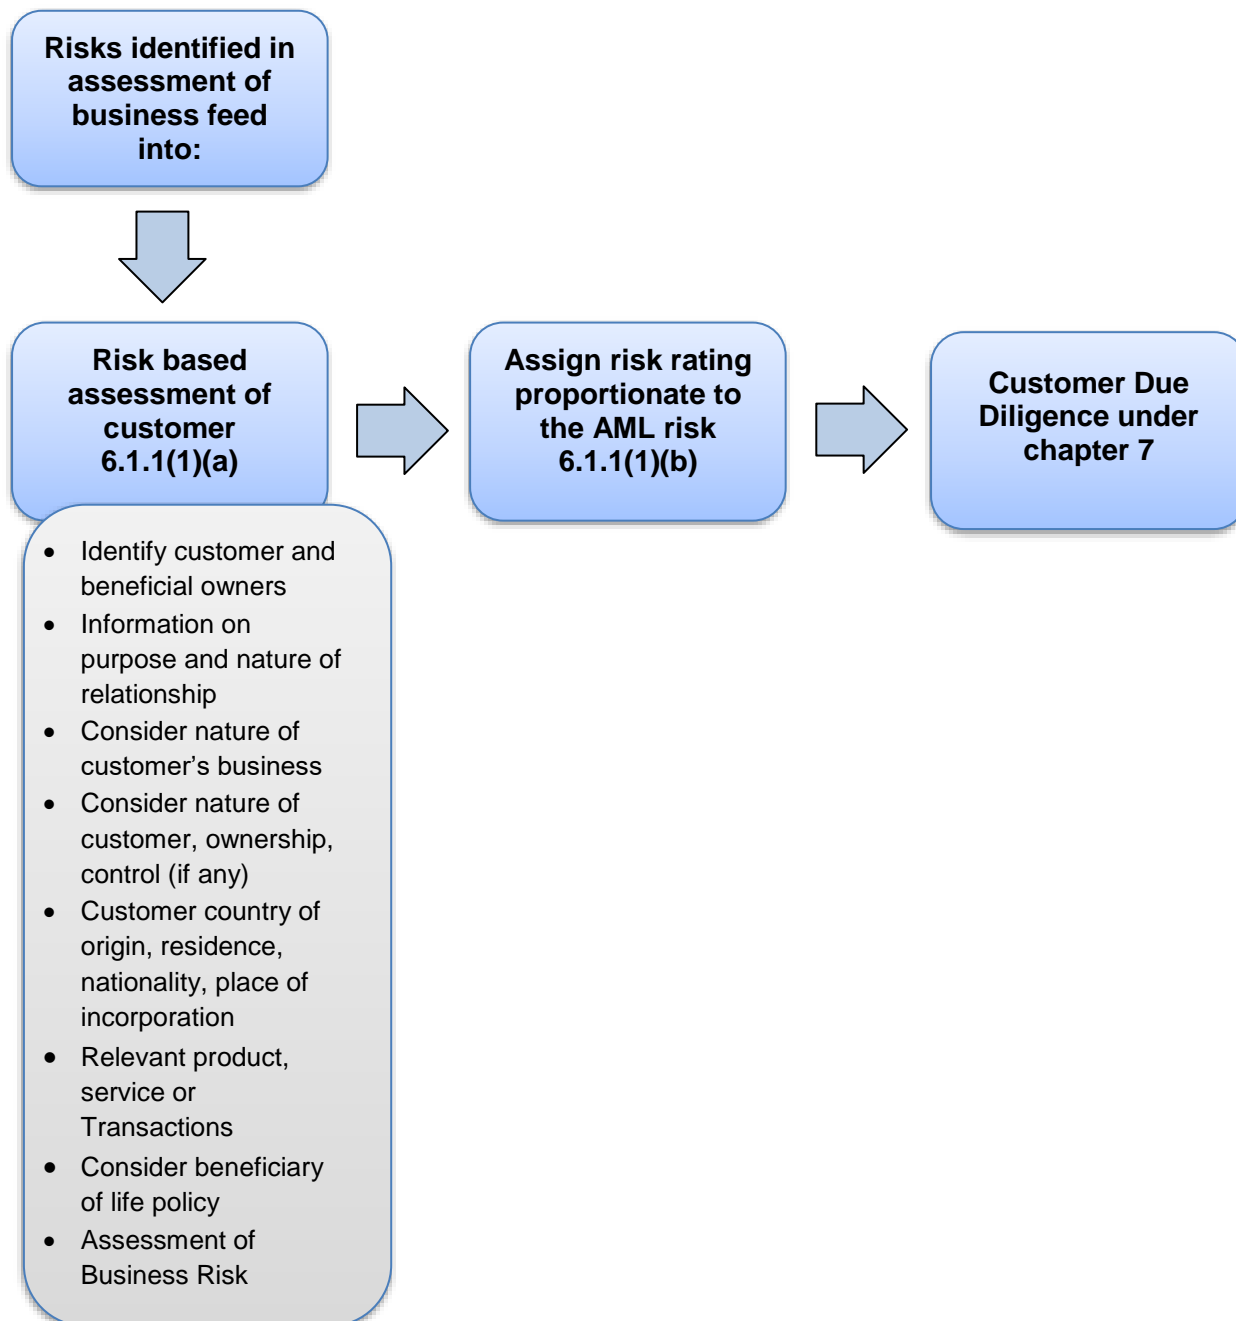 Risks identified in
assessment of
business feed
into:
Risk based
assessment of
customer
6.1.1(1)(a)
Assign risk rating
proportionate to
the AML risk
6.1.1(1)(b)
Customer Due
Diligence under
chapter 7
• Identify customer and
beneficial owners
• Information on
purpose and nature of
relationship
• Consider nature of
customer’s business
• Consider nature of
customer, ownership,
control (if any)
• Customer country of
origin, residence,
nationality, place of
incorporation
• Relevant product,
service or
Transactions
• Consider beneficiary
of life policy
• Assessment of
Business Risk